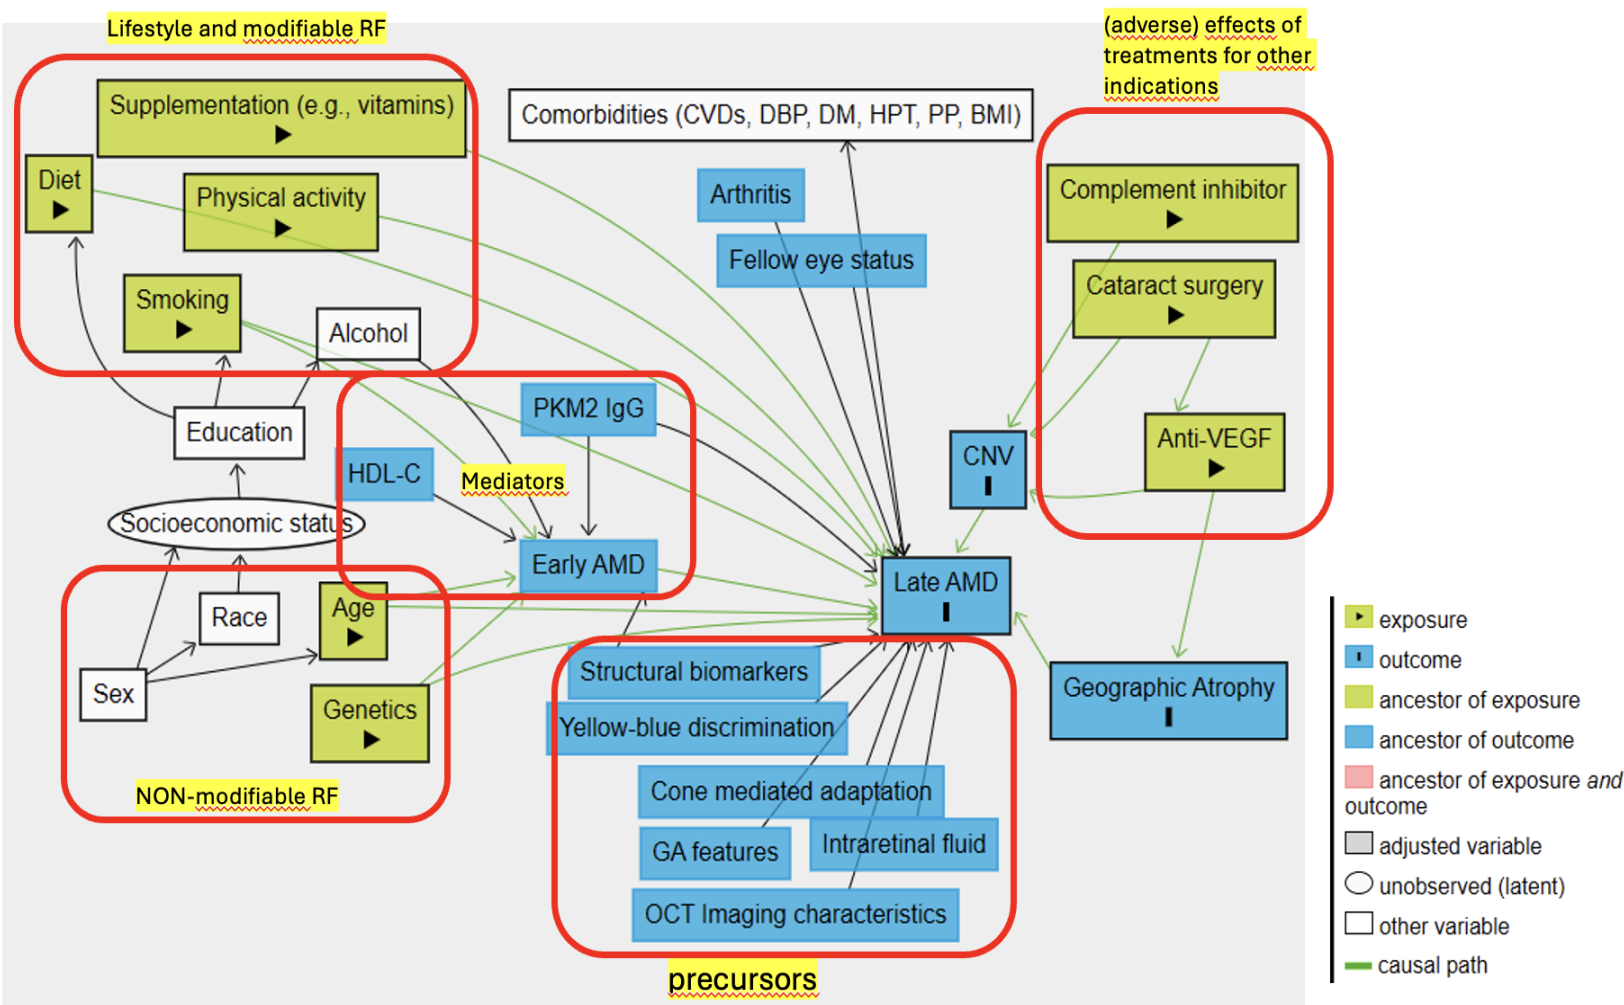 Lifestyle and modifiable RF
(adverse) effects of
treatments for other
indications
Supplementation (e.g., vitamins)
Comorbidities (CVDs, DBP, DM, HPT, PP, BMI)
Diet
Physical activity
Arthritis
Complement inhibitor
Fellow eye status
Cataract surgery
Smoking
Alcohol
PKM2 IgG
Education
Anti-VEGF
CNV
HDL-C
Mediators
Socioeconomic status
Early AMD
Late AMD
Race
Age
Sex
Genetics
NON-modifiable RF
Structural biomarkers
Yellow-blue discrimination
Geographic Atrophy
Cone mediated adaptation
GA features
Intraretinal fluid
OCT Imaging characteristics
precursors
exposure
outcome
ancestor of exposure
ancestor of outcome
ancestor of exposure and
outcome
adjusted variable
unobserved (latent)
other variable
causal path